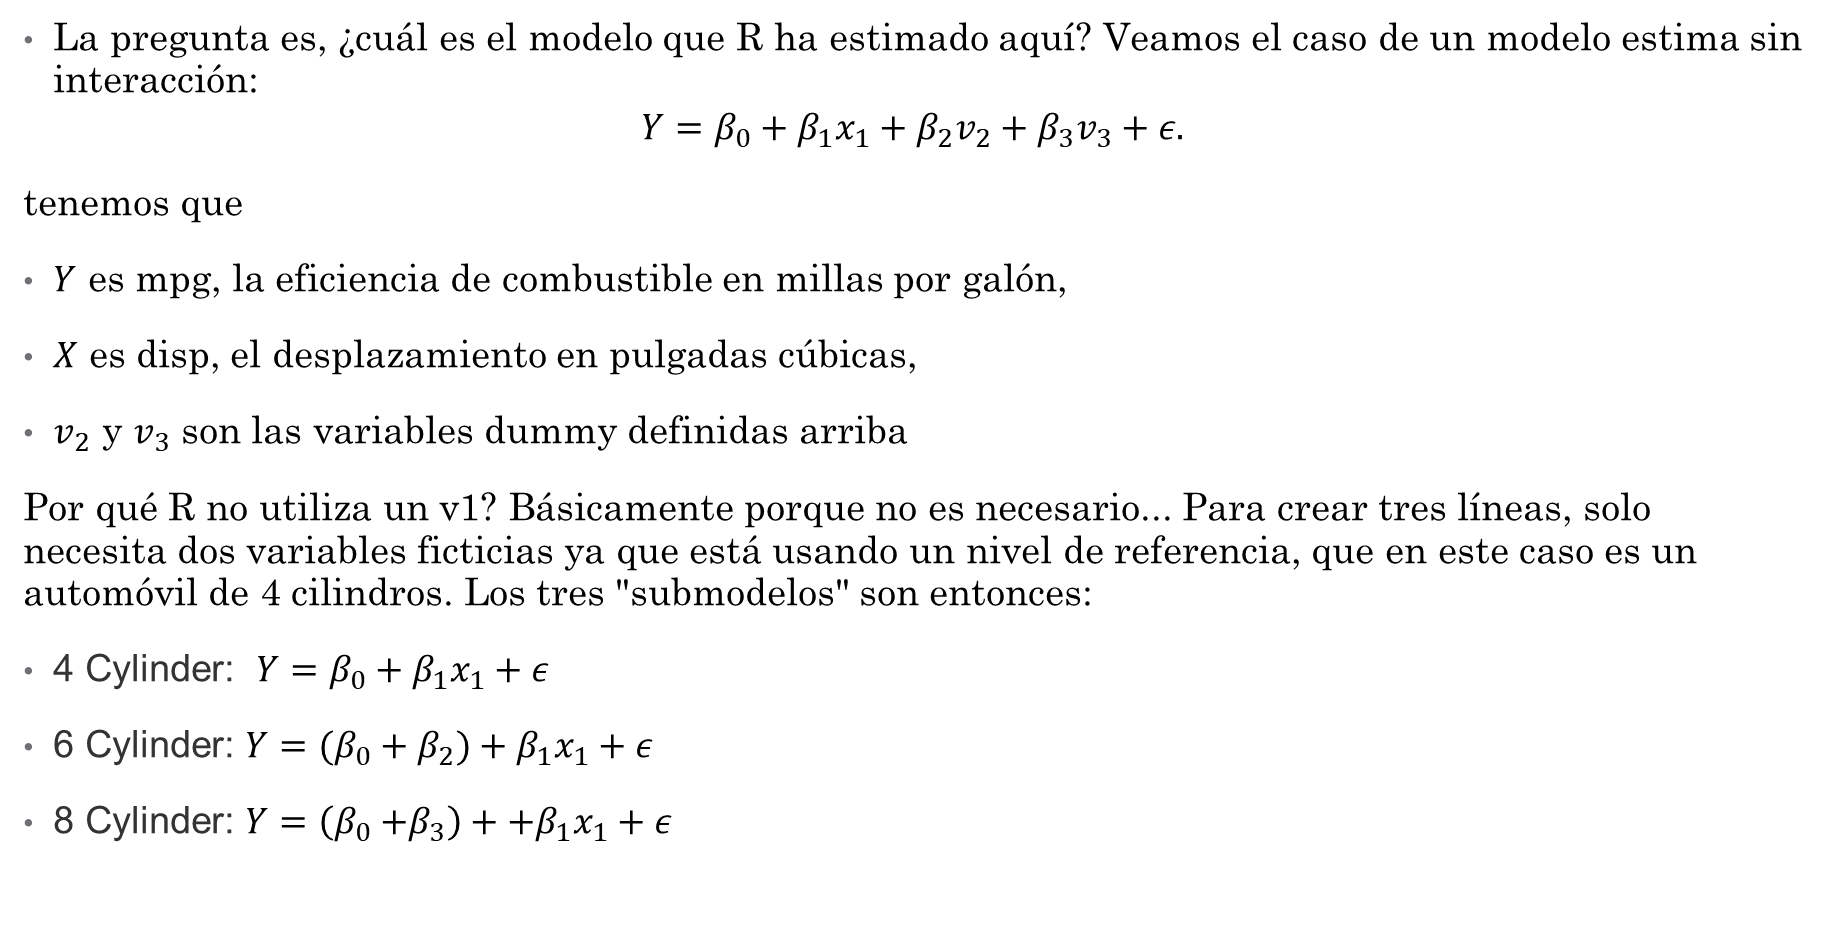 • La pregunta es, ¿cuál es el modelo que R ha estimado aquí? Veamos el caso de un modelo estima sin
interacción:
Y = β₀ + β₁x₁ + β₂v₂ + β₃v₃ + ϵ.
tenemos que
• Y es mpg, la eficiencia de combustible en millas por galón,
• X es disp, el desplazamiento en pulgadas cúbicas,
• v₂ y v₃ son las variables dummy definidas arriba
Por qué R no utiliza un v1? Básicamente porque no es necesario... Para crear tres líneas, solo
necesita dos variables ficticias ya que está usando un nivel de referencia, que en este caso es un
automóvil de 4 cilindros. Los tres "submodelos" son entonces:
• 4 Cylinder: Y = β₀ + β₁x₁ + ϵ
• 6 Cylinder: Y = (β₀ + β₂) + β₁x₁ + ϵ
• 8 Cylinder: Y = (β₀ +β₃) + +β₁x₁ + ϵ